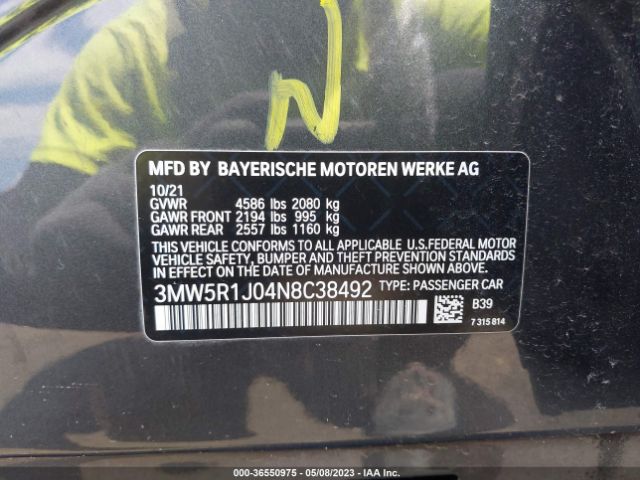 N
MFD BY BAYERISCHE MOTOREN WERKE AG
10/21
GVWR 4586 lbs 2080 kg
GAWR FRONT 2194 lbs 995 kg
GAWR REAR 2557 lbs 1160 kg
THIS VEHICLE CONFORMS TO ALL APPLICABLE U.S.FEDERAL MOTOR
VEHICLE SAFETY, BUMPER AND THEFT PREVENTION STANDARDS
IN EFFECT ON THE DATE OF MANUFACTURE SHOWN ABOVE.
3MW5R1J04N8C38492 TYPE: PASSENGER CAR
B39
7 315 814
000-36550975 - 05/08/2023 - IAA Inc.